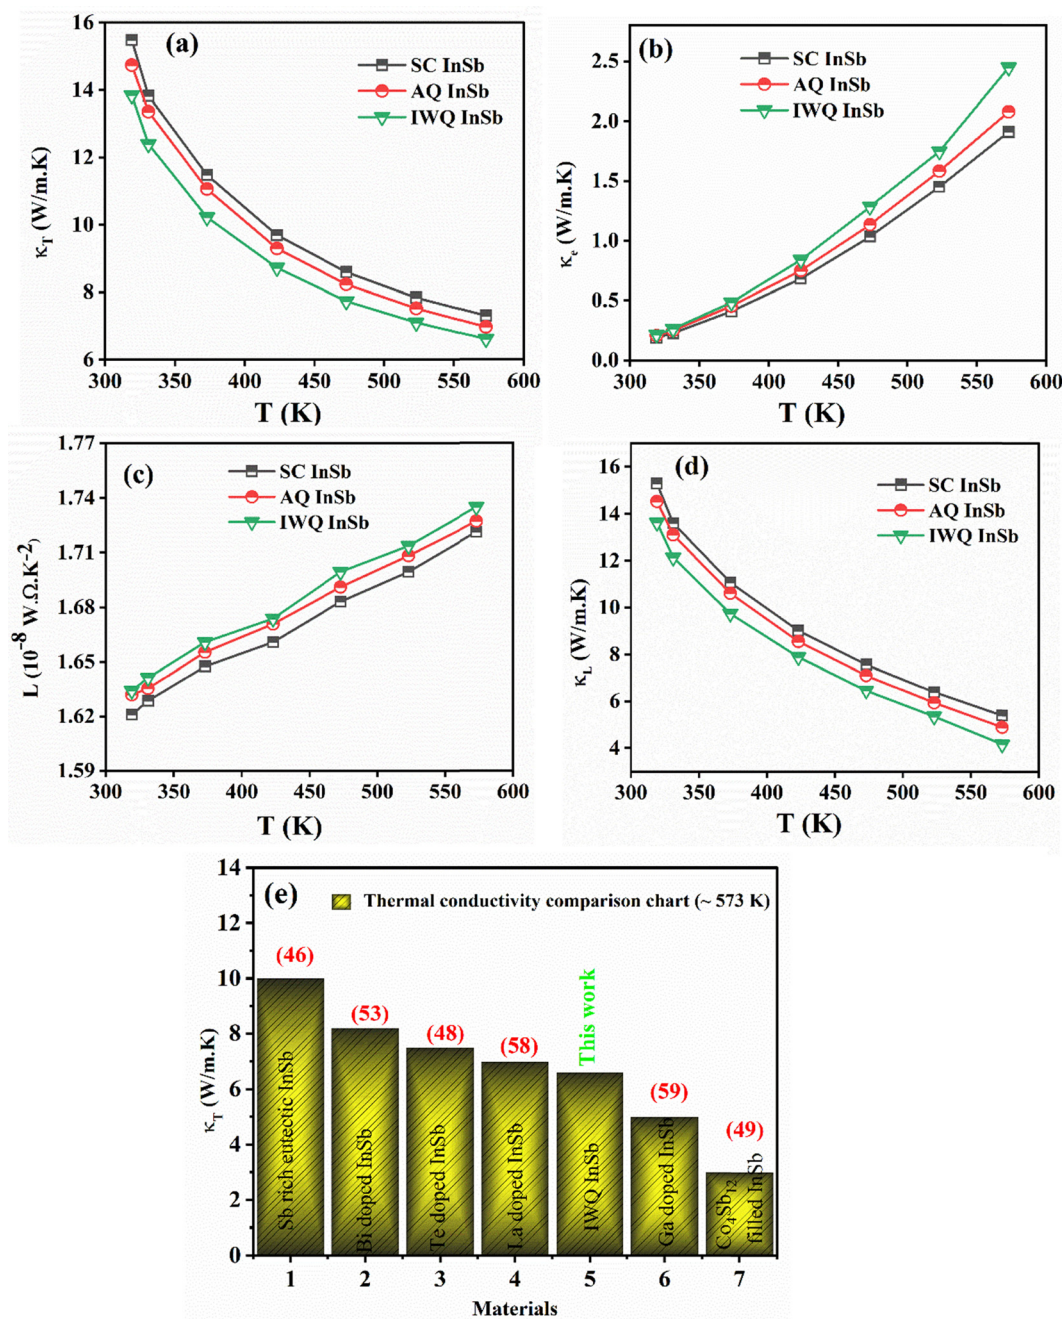 (a)
SC InSb
AQ InSb
IWQ InSb
16
14
12
10
8
6
κT (W/m.K)
300 350 400 450 500 550 600
T (K)
(b)
SC InSb
AQ InSb
IWQ InSb
2.5
2.0
1.5
1.0
0.5
0.0
κe (W/m.K)
300 350 400 450 500 550 600
T (K)
(c)
SC InSb
AQ InSb
IWQ InSb
1.77
1.74
1.71
1.68
1.65
1.62
1.59
L (10⁻⁸ W.Ω.K⁻²)
300 350 400 450 500 550 600
T (K)
(d)
SC InSb
AQ InSb
IWQ InSb
16
14
12
10
8
6
4
κL (W/m.K)
300 350 400 450 500 550 600
T (K)
(e)
Thermal conductivity comparison chart (~ 573 K)
14
12
10
8
6
4
2
0
κT (W/m.K)
(46)
(53)
(48)
(58)
This work
(59)
(49)
Sb rich eutectic InSb
Bi doped InSb
Te doped InSb
La doped InSb
IWQ InSb
Ga doped InSb
Co₄Sb₁₂
filled InSb
1 2 3 4 5 6 7
Materials